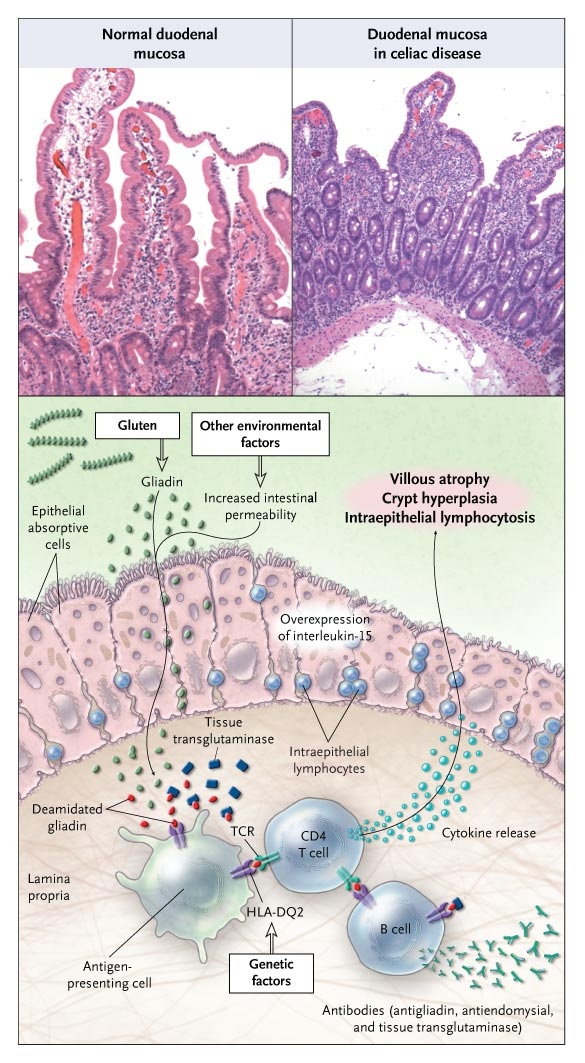 Normal duodenal
mucosa
Duodenal mucosa
in celiac disease
Gluten
Other environmental
factors
Gliadin
Increased intestinal
permeability
Villous atrophy
Crypt hyperplasia
Intraepithelial lymphocytosis
Epithelial
absorptive
cells
Overexpression
of interleukin-15
Tissue
transglutaminase
Intraepithelial
lymphocytes
Deamidated
gliadin
TCR
CD4
T cell
Cytokine release
Lamina
propria
HLA-DQ2
B cell
Antigen-
presenting cell
Genetic
factors
Antibodies (antigliadin, antiendomysial,
and tissue transglutaminase)